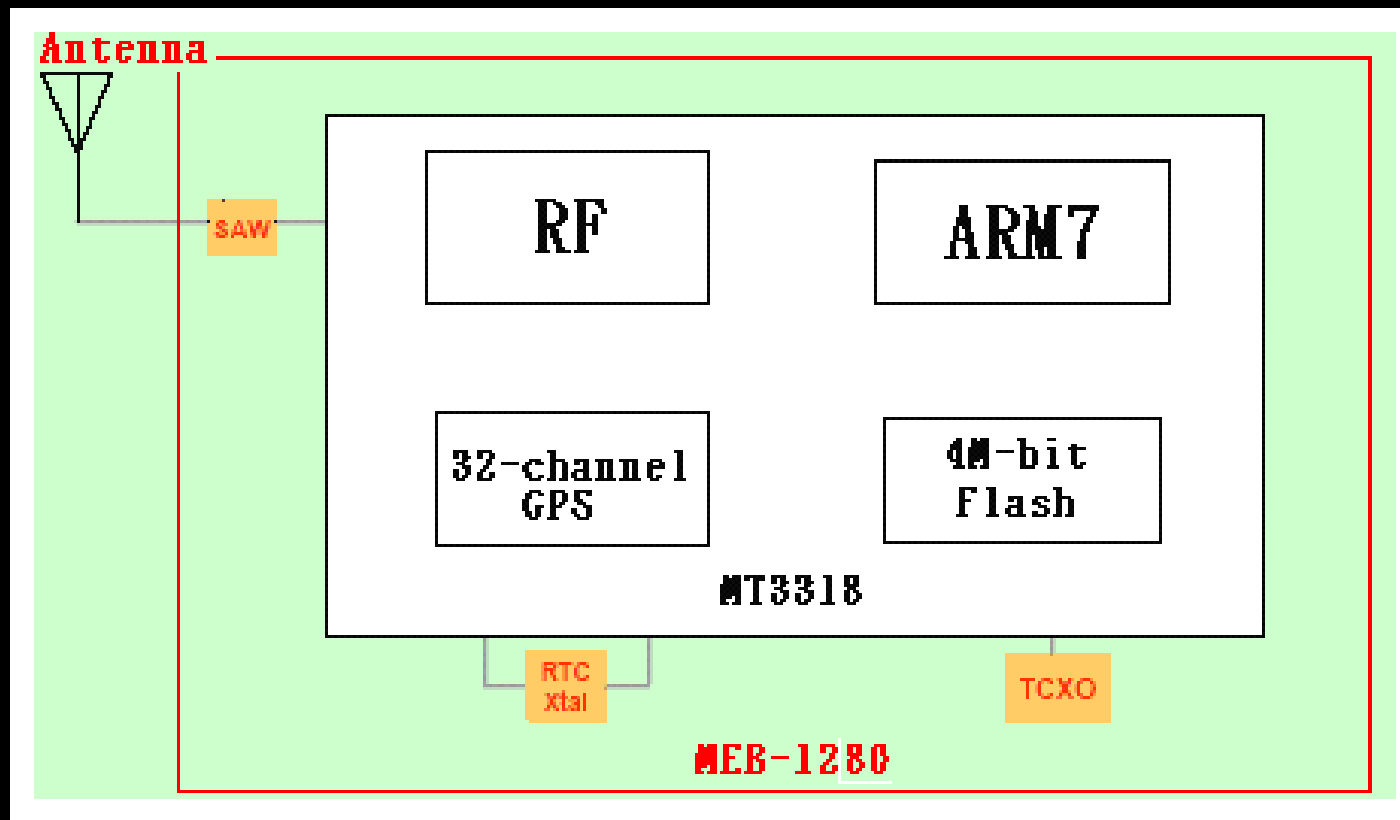 Antenna
SAW
RF
ARM7
32-channel
GPS
4M-bit
Flash
MT3318
RTC
Xtal
TCXO
MEB-1280